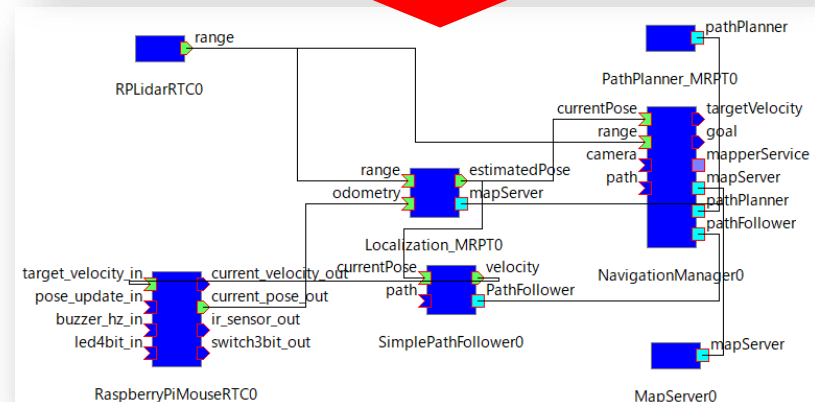 range
RPLidarRTC0
pathPlanner
PathPlanner_MRPT0
currentPose
range
camera
path
targetVelocity
goal
mapperService
mapServer
pathPlanner
pathFollower
NavigationManager0
range
odometry
estimatedPose
mapServer
Localization_MRPT0
currentPose
path
velocity
PathFollower
SimplePathFollower0
target_velocity_in
pose_update_in
buzzer_hz_in
led4bit_in
current_velocity_out
current_pose_out
ir_sensor_out
switch3bit_out
RaspberryPiMouseRTC0
mapServer
MapServer0